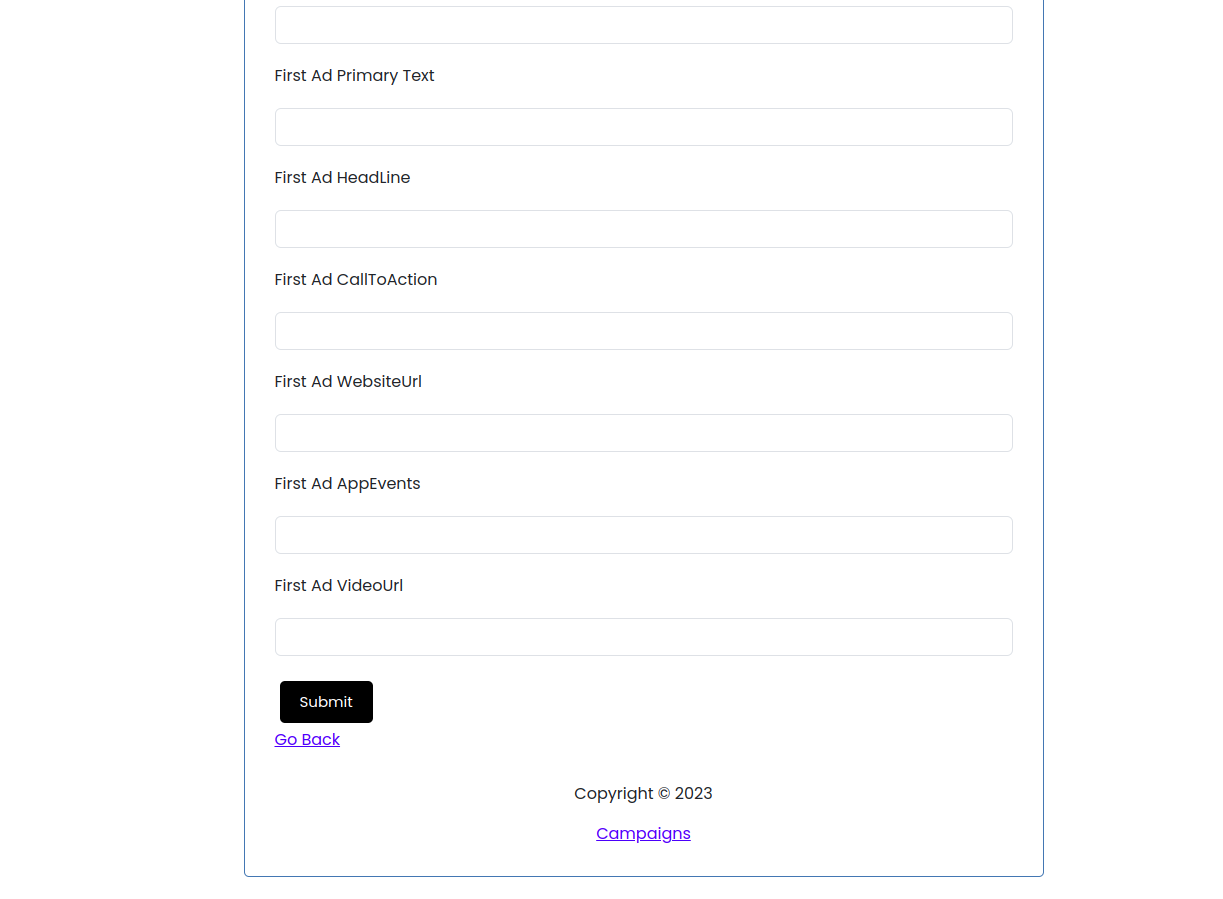 First Ad Primary Text
First Ad HeadLine
First Ad CallToAction
First Ad WebsiteUrl
First Ad AppEvents
First Ad VideoUrl
Submit
Go Back
Copyright © 2023
Campaigns